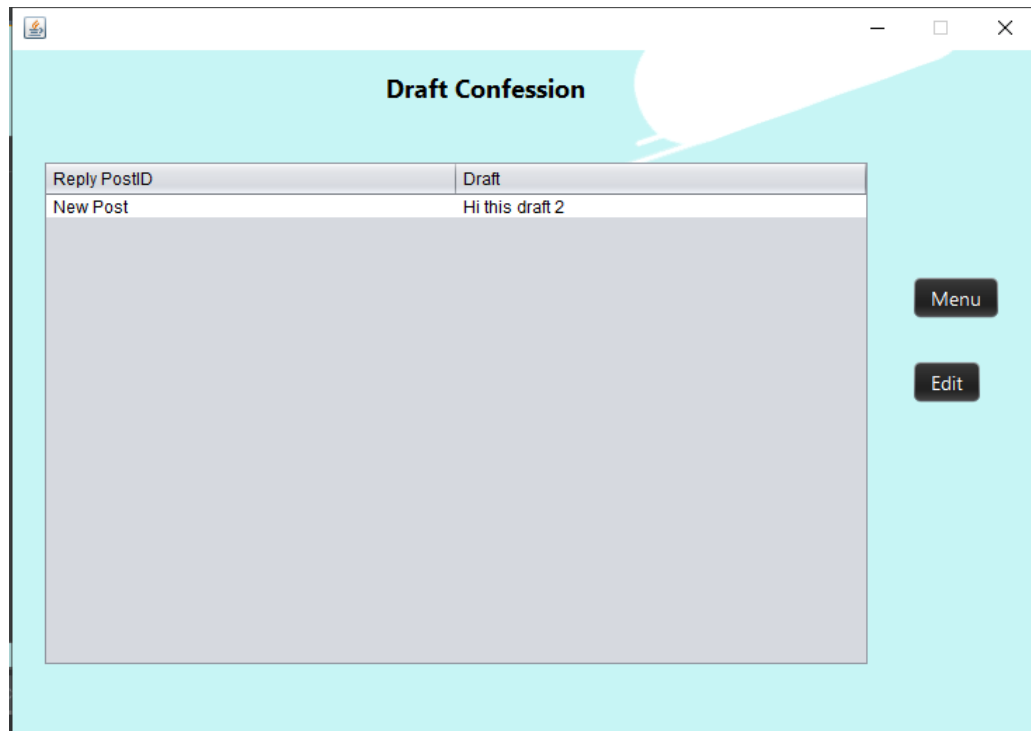 Draft Confession
Reply PostID Draft
New Post Hi this draft 2
Menu
Edit